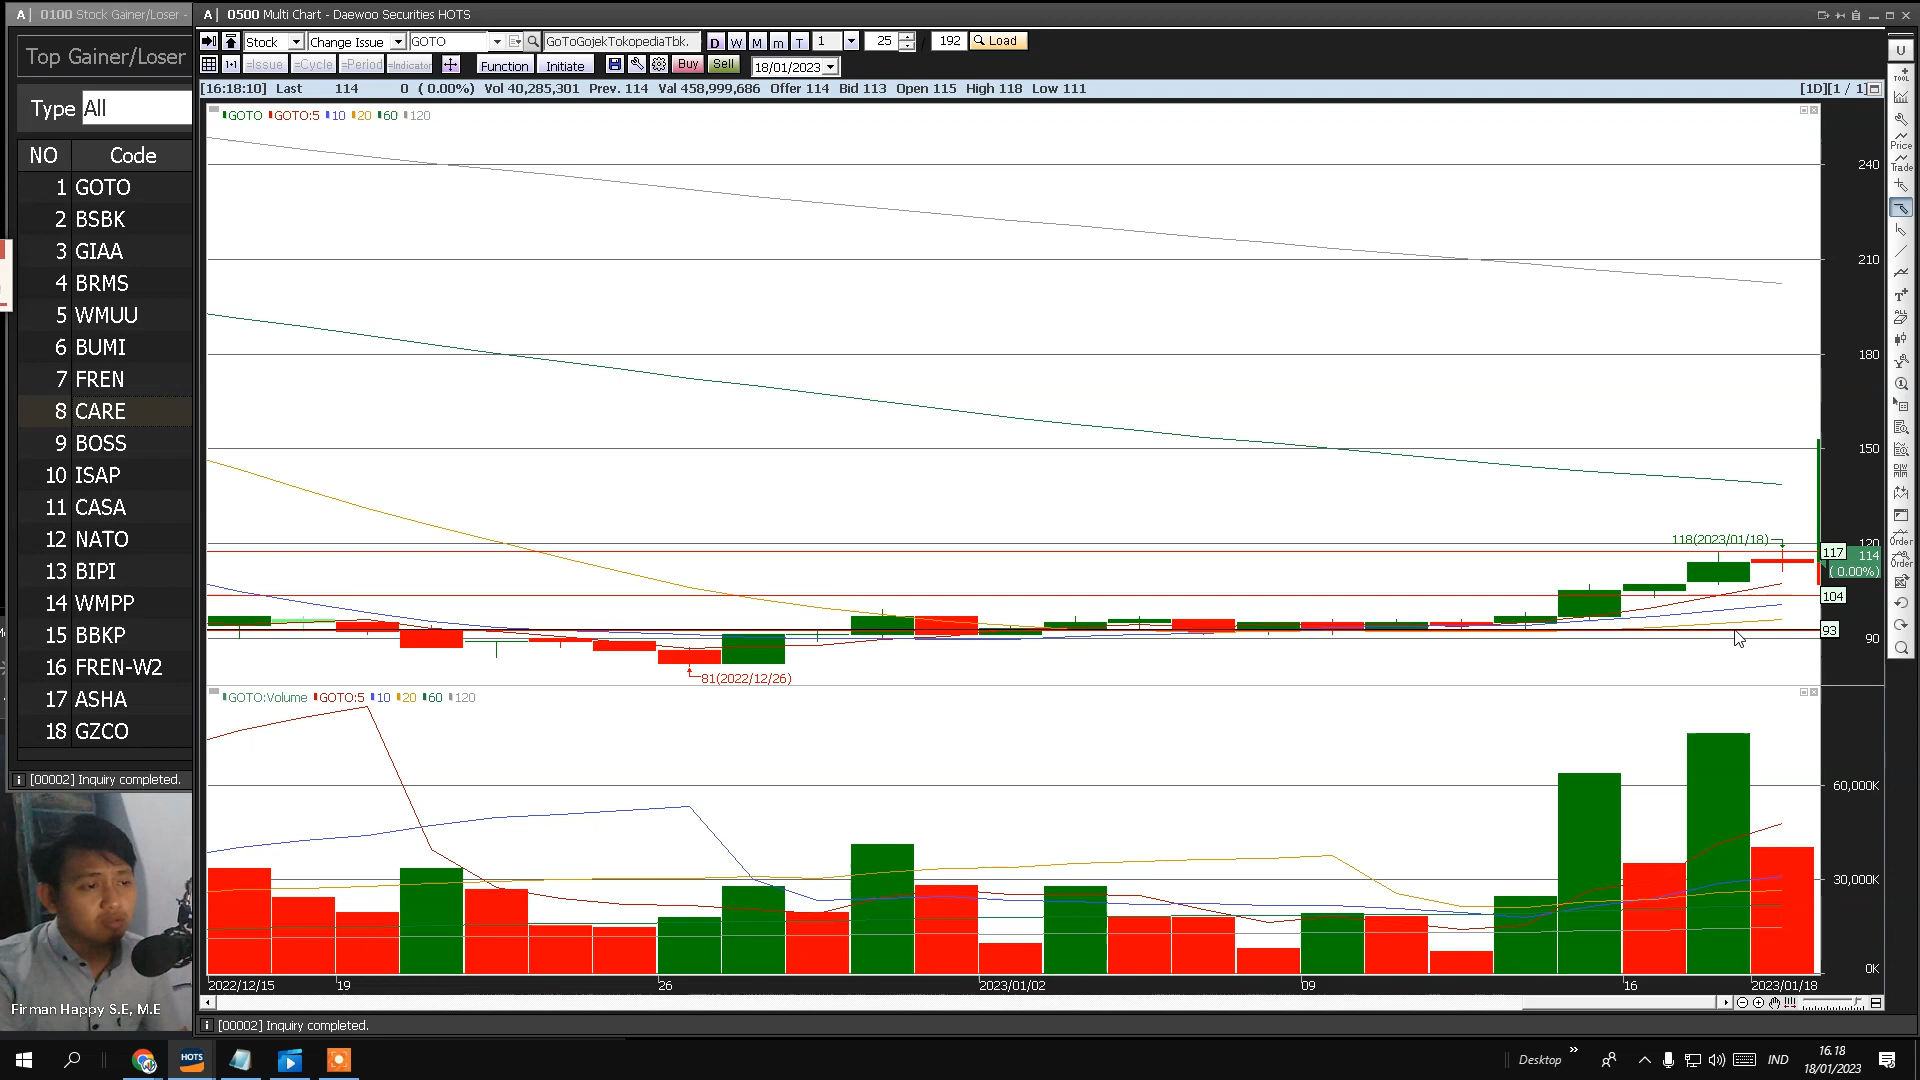 0100 Stock Gainer/Loser -
0500 Multi Chart - Daewoo Securities HOTS
Top Gainer/Loser
Type All
NO Code
1 GOTO
2 BSBK
3 GIAA
4 BRMS
5 WMUU
6 BUMI
7 FREN
8 CARE
9 BOSS
10 ISAP
11 CASA
12 NATO
13 BIPI
14 WMPP
15 BBKP
16 FREN-W2
17 ASHA
18 GZCO
[00002] Inquiry completed.
Stock Change Issue GOTO GoToGojekTokopediaTbk. D W M m T 1 25 / 192 Load
1+1 =Issue =Cycle =Period =Indicator Function Initiate Buy Sell 18/01/2023
[16:18:10] Last 114 0 ( 0.00%) Vol 40,285,301 Prev. 114 Val 458,999,686 Offer 114 Bid 113 Open 115 High 118 Low 111 [1D][1 / 1]
GOTO GOTO:5 10 20 60 120
240
210
180
150
118(2023/01/18)
120
117 114
( 0.00%)
104
93
90
81(2022/12/26)
GOTO:Volume GOTO:5 10 20 60 120
60,000K
30,000K
0K
2022/12/15 '19 '26 2023/01/02 '09 '16 2023/01/18
[00002] Inquiry completed.
U
TOOL
Price
Trade
Order
Order
Firman Happy S.E, M.E
HOTS
Desktop
IND
16.18
18/01/2023